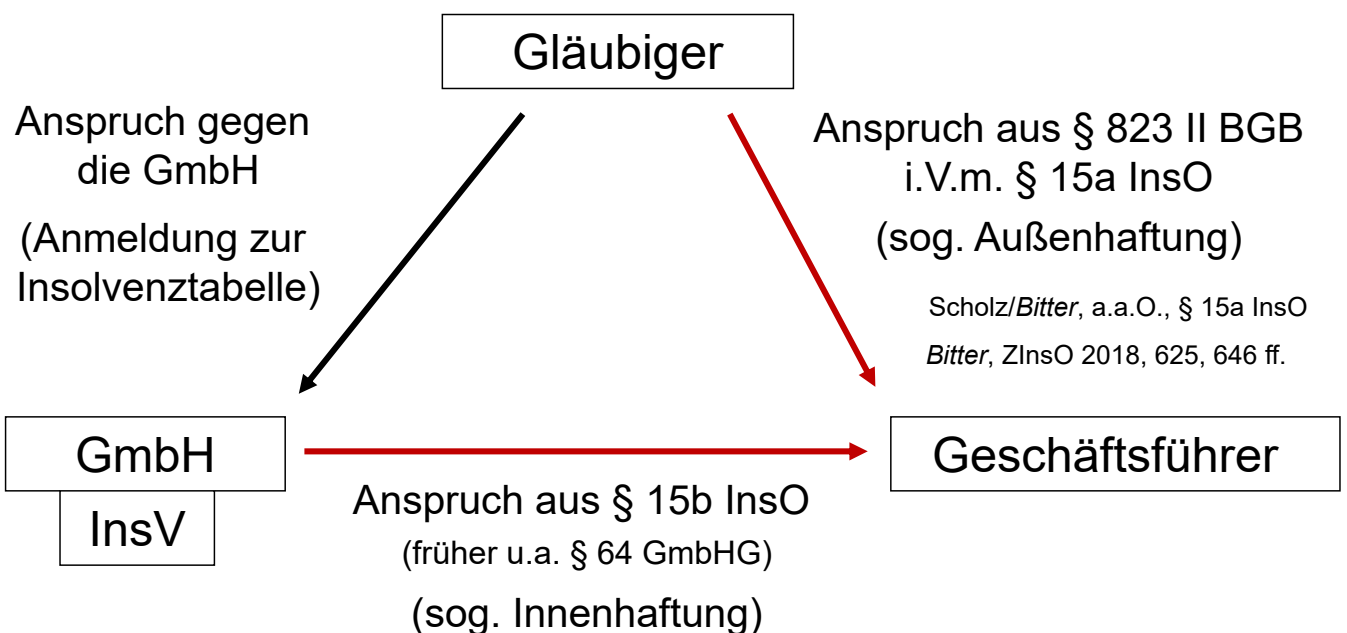 Gläubiger
Anspruch gegen
die GmbH
(Anmeldung zur
Insolvenztabelle)
Anspruch aus § 823 II BGB
i.V.m. § 15a InsO
(sog. Außenhaftung)
Scholz/Bitter, a.a.O., § 15a InsO
Bitter, ZInsO 2018, 625, 646 ff.
GmbH
InsV
Geschäftsführer
Anspruch aus § 15b InsO
(früher u.a. § 64 GmbHG)
(sog. Innenhaftung)